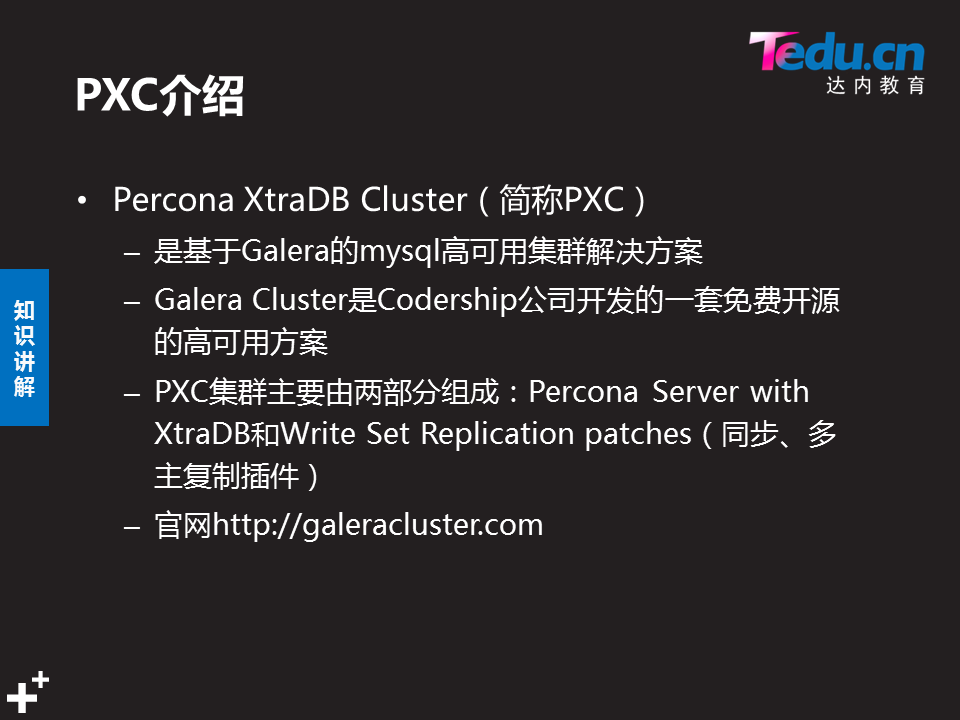 Tedu.cn
达内教育
PXC介绍
• Percona XtraDB Cluster（简称PXC）
– 是基于Galera的mysql高可用集群解决方案
– Galera Cluster是Codership公司开发的一套免费开源
的高可用方案
– PXC集群主要由两部分组成：Percona Server with
XtraDB和Write Set Replication patches（同步、多
主复制插件）
– 官网http://galeracluster.com
知
识
讲
解